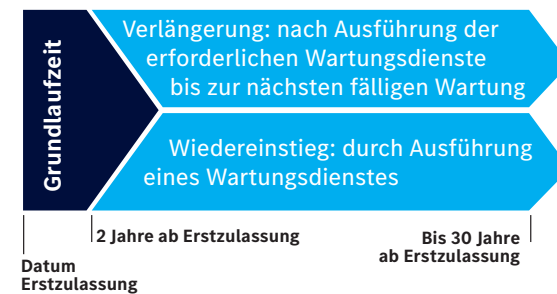 Grundlaufzeit
Verlängerung: nach Ausführung der
erforderlichen Wartungsdienste
bis zur nächsten fälligen Wartung
Wiedereinstieg: durch Ausführung
eines Wartungsdienstes
Datum
Erstzulassung
2 Jahre ab Erstzulassung
Bis 30 Jahre
ab Erstzulassung